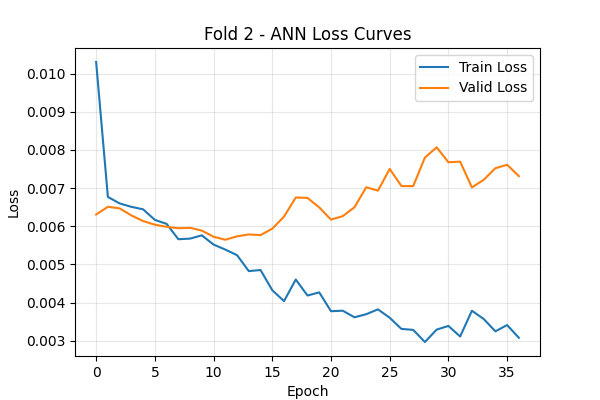 Fold 2 - ANN Loss Curves
Train Loss
Valid Loss
0.010
0.009
0.008
0.007
0.006
0.005
0.004
0.003
Loss
0 5 10 15 20 25 30 35
Epoch